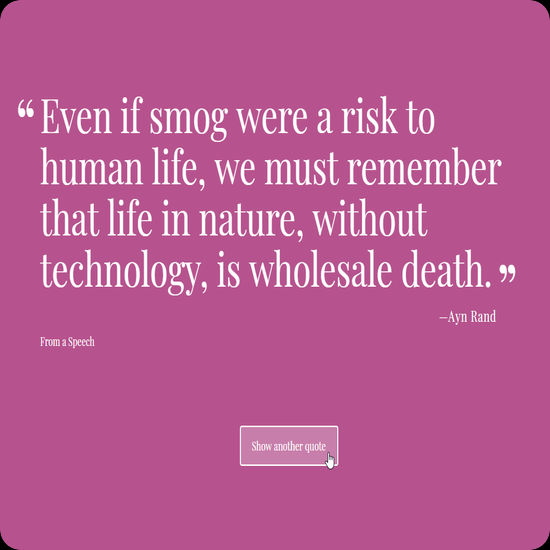 “Even if smog were a risk to
human life, we must remember
that life in nature, without
technology, is wholesale death.”
—Ayn Rand
From a Speech
Show another quote